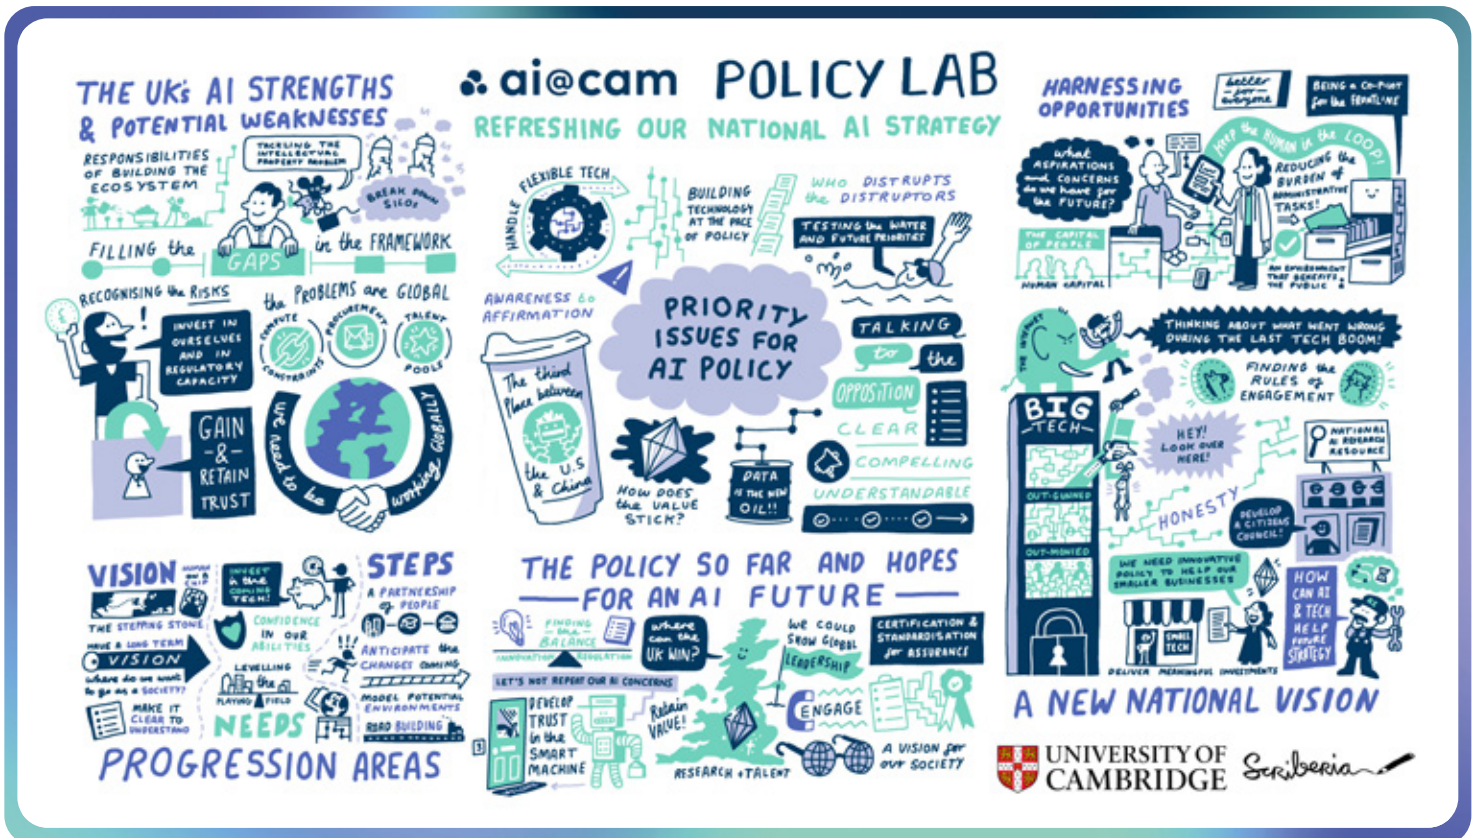 ai@cam POLICY LAB
REFRESHING OUR NATIONAL AI STRATEGY
THE UK's AI STRENGTHS
& POTENTIAL WEAKNESSES
RESPONSIBILITIES
OF BUILDING THE
ECOSYSTEM
TACKLING THE
INTELLECTUAL
PROPERTY PROBLEM
BREAK DOWN
SILOS
FILLING the
GAPS
in the FRAMEWORK
RECOGNISING the RISKS
!
INVEST IN
OURSELVES
AND IN
REGULATORY
CAPACITY
the PROBLEMS are GLOBAL
COMPUTE
CONSTRAINTS
PROCUREMENT
TALENT
POOLS
GAIN
&
RETAIN
TRUST
we need to be
working GLOBALLY
FLEXIBLE TECH
HANDLE
BUILDING
TECHNOLOGY
AT THE PACE
OF POLICY
WHO DISTRUPTS
the DISTRUPTORS
TESTING the WATER
AND FUTURE PRIORITIES
AWARENESS to
AFFIRMATION
PRIORITY
ISSUES FOR
AI POLICY
The third
Place between
the U.S
& China
HOW DOES
the VALUE
STICK?
DATA
IS THE NEW
OIL!!
TALKING
to the
OPPOSITION
CLEAR
COMPELLING
UNDERSTANDABLE
HARNESSING
OPPORTUNITIES
better
for
everyone
BEING a CO-PILOT
for the FRONTLINE
what
ASPIRATIONS
and CONCERNS
do we have for
the FUTURE?
KEEP the HUMAN in the LOOP!
REDUCING the
BURDEN OF
ADMINISTRATIVE
TASKS!
THE CAPITAL
OF PEOPLE
HUMAN CAPITAL
AN ENVIRONMENT
THAT BENEFITS
THE PUBLIC!
THINKING ABOUT WHAT WENT WRONG
DURING THE LAST TECH BOOM!
FINDING the
RULES of
ENGAGEMENT
BIG
TECH
OUT-GUNNED
OUT-MONIED
HEY!
LOOK OVER
HERE!
NATIONAL
AI RESEARCH
RESOURCE
HONESTY
DEVELOP
A CITIZENS
COUNCIL!
WE NEED INNOVATIVE
POLICY TO HELP OUR
SMALLER BUSINESSES
SMALL
TECH
DELIVER MEANINGFUL INVESTMENTS
HOW
CAN AI
& TECH
HELP
FUTURE
STRATEGY
A NEW NATIONAL VISION
VISION
HUMAN
ON A
CHIP
THE STEPPING STONE
HAVE A LONG TERM
VISION
where do we want
to go as a SOCIETY?
MAKE IT
CLEAR TO
UNDERSTAND
INVEST
in the
COMING
TECH!
CONFIDENCE
IN OUR
ABILITIES
LEVELLING
the
PLAYING FIELD
NEEDS
STEPS
A PARTNERSHIP
of PEOPLE
ANTICIPATE the
CHANGES COMING
MODEL POTENTIAL
ENVIRONMENTS
ROAD BUILDING
PROGRESSION AREAS
THE POLICY SO FAR AND HOPES
FOR AN AI FUTURE
FINDING
the
BALANCE
INNOVATION
REGULATION
LET'S NOT REPEAT OUR AI CONCERNS
DEVELOP
TRUST
in the
SMART
MACHINE
where
can the
UK WIN?
Retain
VALUE!
RESEARCH + TALENT
WE COULD
SHOW GLOBAL
LEADERSHIP
ENGAGE
CERTIFICATION &
STANDARDISATION
for ASSURANCE
A VISION for
our SOCIETY
UNIVERSITY OF
CAMBRIDGE
Scriberia